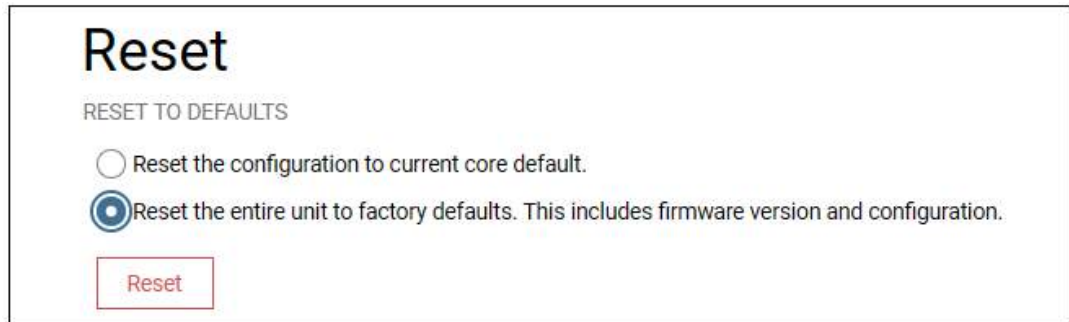 Reset
RESET TO DEFAULTS
Reset the configuration to current core default.
Reset the entire unit to factory defaults. This includes firmware version and configuration.
Reset